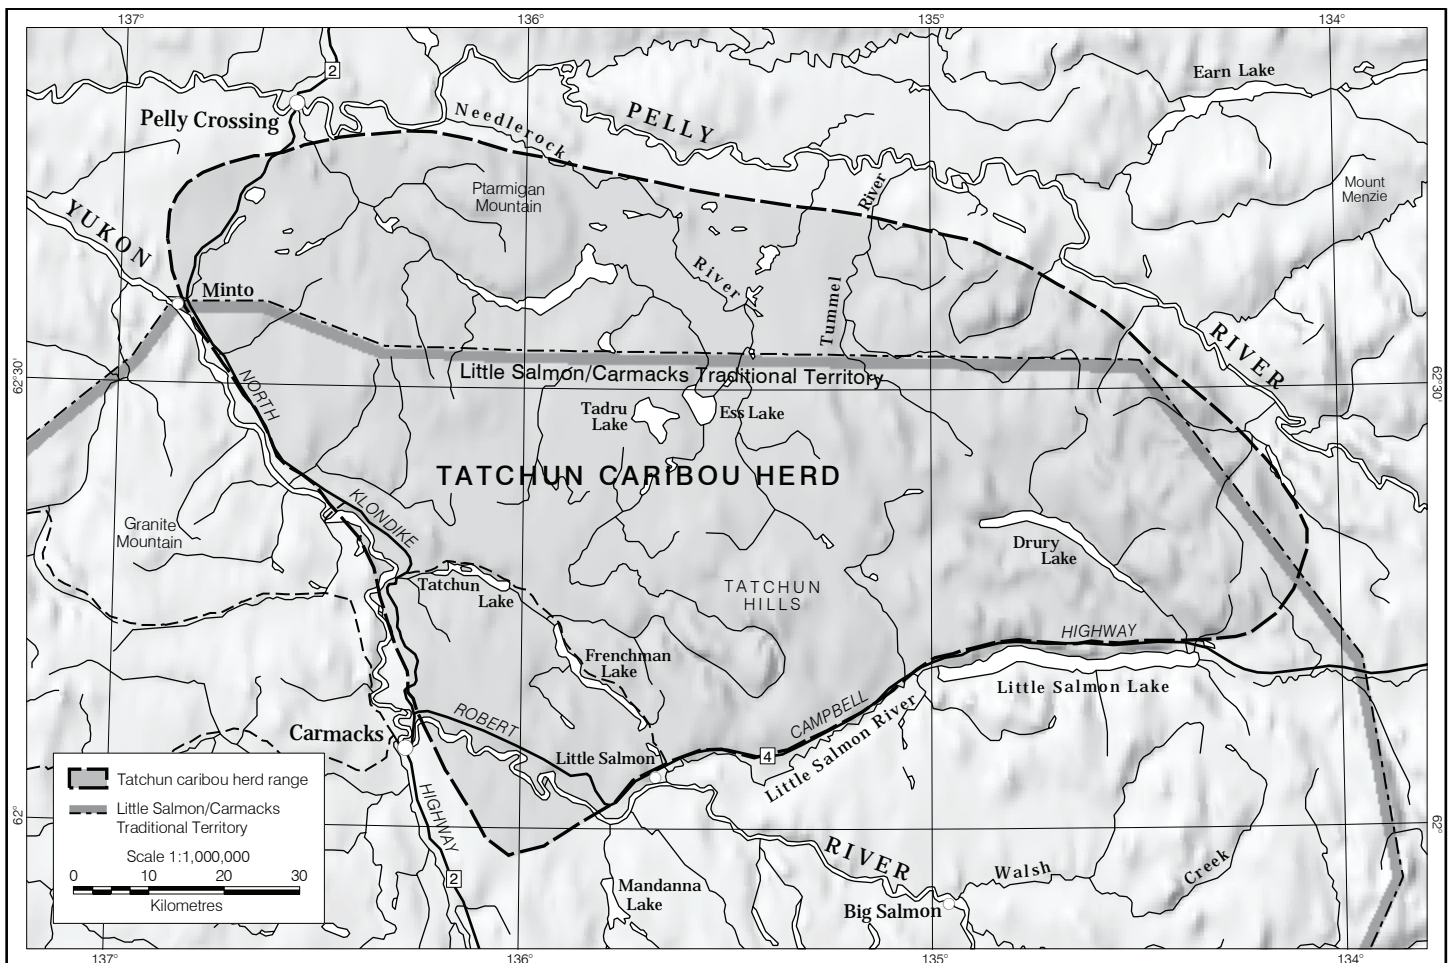 137°
136°
135°
134°
2
Earn Lake
Pelly Crossing
Needlerock
PELLY
Ptarmigan
Mountain
River
Mount
Menzie
YUKON
River
Minto
Tummel
RIVER
62°30'
62°30'
Little Salmon/Carmacks Traditional Territory
NORTH
Tadru
Lake
Ess Lake
TATCHUN CARIBOU HERD
KLONDIKE
Granite
Mountain
Drury
Lake
Tatchun
Lake
TATCHUN
HILLS
HIGHWAY
Frenchman
Lake
Little Salmon Lake
ROBERT
CAMPBELL
Carmacks
Little Salmon
4
Little Salmon River
Tatchun caribou herd range
Little Salmon/Carmacks
Traditional Territory
Scale 1:1,000,000
0 10 20 30
Kilometres
62°
62°
HIGHWAY
2
RIVER
Walsh
Creek
Mandanna
Lake
Big Salmon
137°
136°
135°
134°